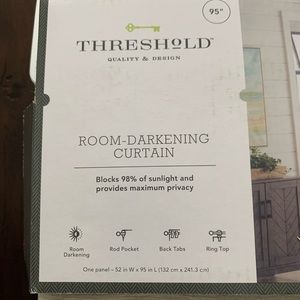 95"
THRESHOLD™
QUALITY & DESIGN
ROOM-DARKENING
CURTAIN
Blocks 98% of sunlight and
provides maximum privacy
Room
Darkening
Rod Pocket
Back Tabs
Ring Top
One panel – 52 in W x 95 in L (132 cm x 241.3 cm)